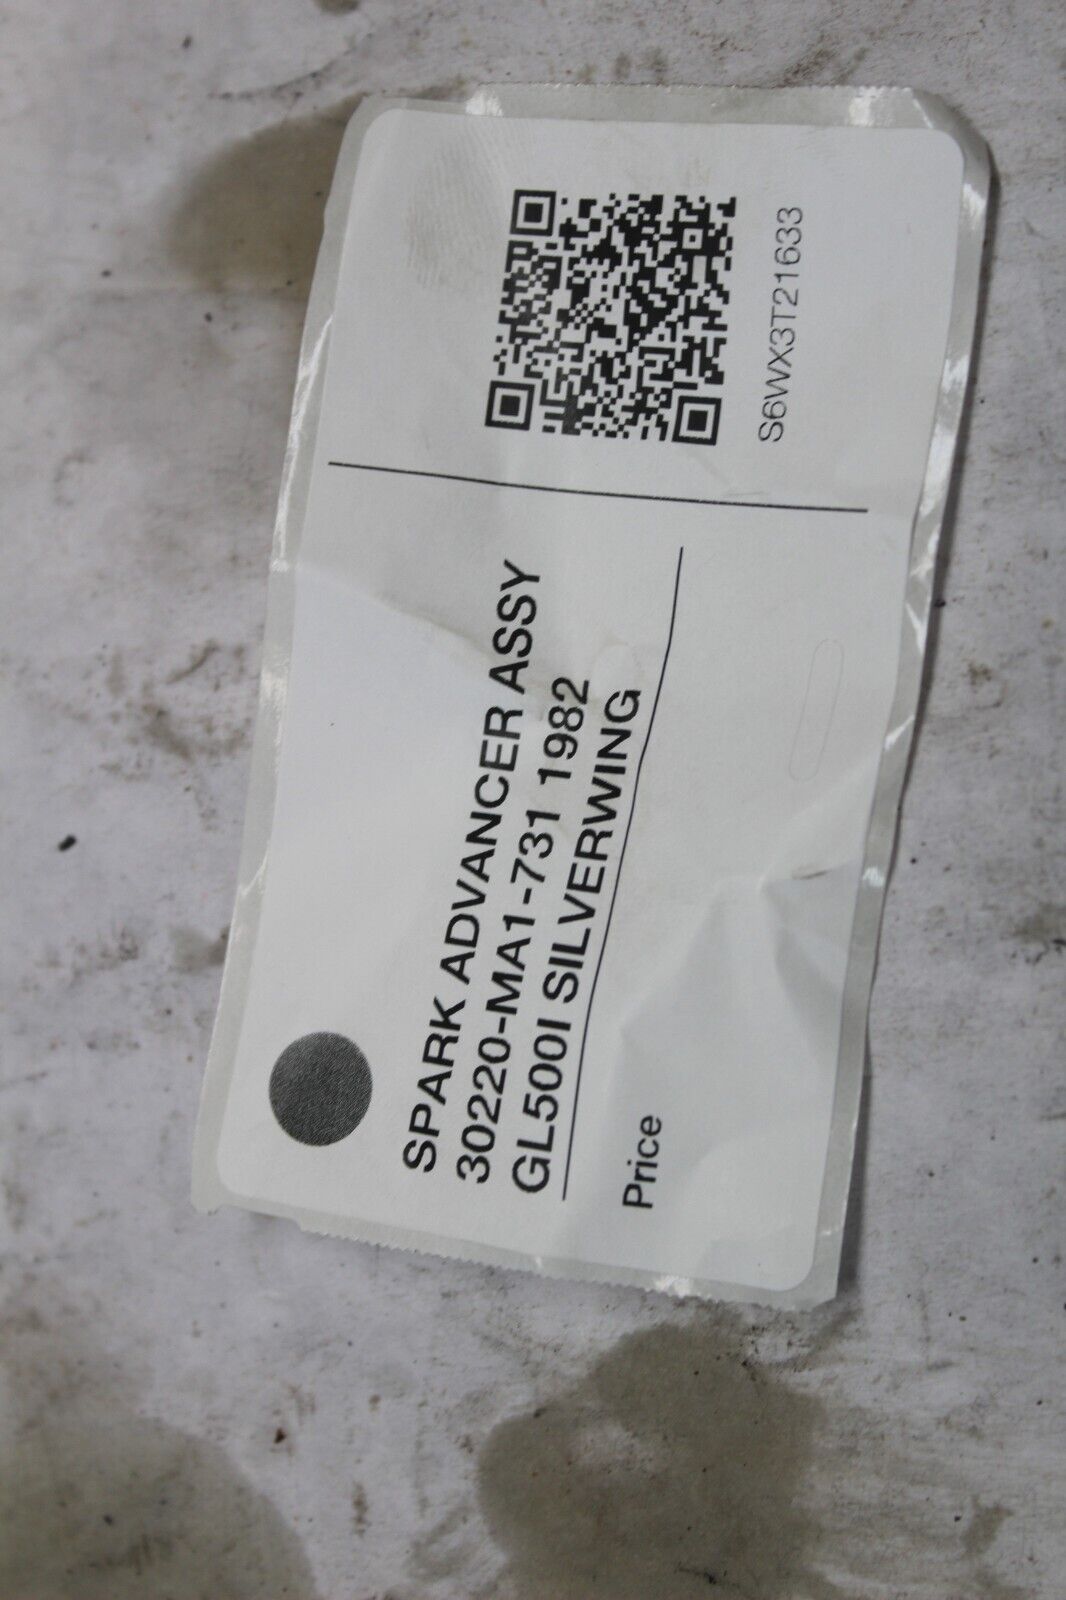 SPARK ADVANCER ASSY
30220-MA1-731 1982
GL500I SILVERWING
Price
S6WX3T21633